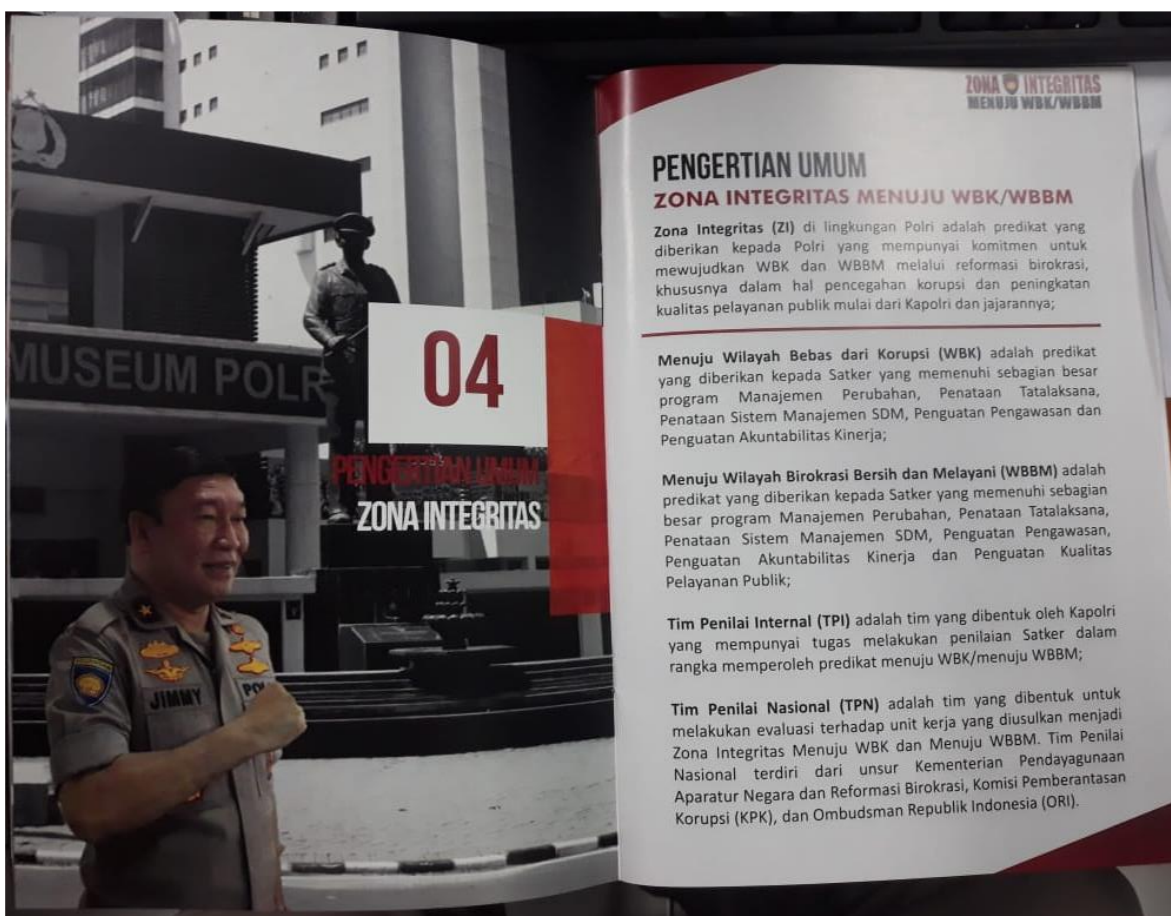 MUSEUM POLR
04
PENGERTIAN UMUM
ZONA INTEGRITAS
JIMMY
POL
ZONA INTEGRITAS
MENUJU WBK/WBBM
PENGERTIAN UMUM
ZONA INTEGRITAS MENUJU WBK/WBBM
Zona Integritas (ZI) di lingkungan Polri adalah predikat yang
diberikan kepada Polri yang mempunyai komitmen untuk
mewujudkan WBK dan WBBM melalui reformasi birokrasi,
khususnya dalam hal pencegahan korupsi dan peningkatan
kualitas pelayanan publik mulai dari Kapolri dan jajarannya;
Menuju Wilayah Bebas dari Korupsi (WBK) adalah predikat
yang diberikan kepada Satker yang memenuhi sebagian besar
program Manajemen Perubahan, Penataan Tatalaksana,
Penataan Sistem Manajemen SDM, Penguatan Pengawasan dan
Penguatan Akuntabilitas Kinerja;
Menuju Wilayah Birokrasi Bersih dan Melayani (WBBM) adalah
predikat yang diberikan kepada Satker yang memenuhi sebagian
besar program Manajemen Perubahan, Penataan Tatalaksana,
Penataan Sistem Manajemen SDM, Penguatan Pengawasan,
Penguatan Akuntabilitas Kinerja dan Penguatan Kualitas
Pelayanan Publik;
Tim Penilai Internal (TPI) adalah tim yang dibentuk oleh Kapolri
yang mempunyai tugas melakukan penilaian Satker dalam
rangka memperoleh predikat menuju WBK/menuju WBBM;
Tim Penilai Nasional (TPN) adalah tim yang dibentuk untuk
melakukan evaluasi terhadap unit kerja yang diusulkan menjadi
Zona Integritas Menuju WBK dan Menuju WBBM. Tim Penilai
Nasional terdiri dari unsur Kementerian Pendayagunaan
Aparatur Negara dan Reformasi Birokrasi, Komisi Pemberantasan
Korupsi (KPK), dan Ombudsman Republik Indonesia (ORI).